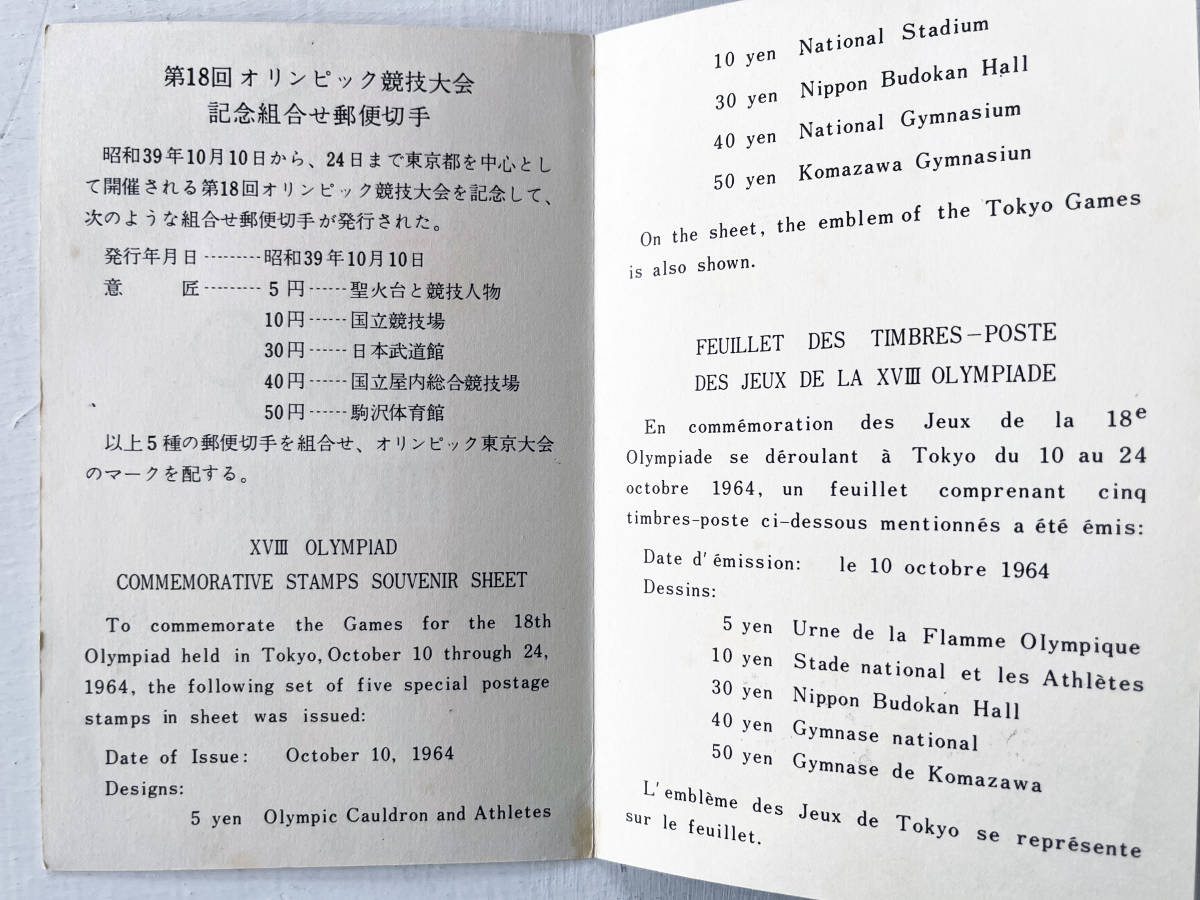 第18回オリンピック競技大会
記念組合せ郵便切手
昭和39年10月10日から、24日まで東京都を中心とし
て開催される第18回オリンピック競技大会を記念して、
次のような組合せ郵便切手が発行された。
発行年月日---------昭和39年10月10日
意　　匠--------- 5円------聖火台と競技人物
10円------国立競技場
30円------日本武道館
40円------国立屋内総合競技場
50円------駒沢体育館
以上5種の郵便切手を組合せ、オリンピック東京大会
のマークを配する。
XVIII OLYMPIAD
COMMEMORATIVE STAMPS SOUVENIR SHEET
To commemorate the Games for the 18th
Olympiad held in Tokyo, October 10 through 24,
1964, the following set of five special postage
stamps in sheet was issued:
Date of Issue: October 10, 1964
Designs:
5 yen Olympic Cauldron and Athletes
10 yen National Stadium
30 yen Nippon Budokan Hall
40 yen National Gymnasium
50 yen Komazawa Gymnasiun
On the sheet, the emblem of the Tokyo Games
is also shown.
FEUILLET DES TIMBRES-POSTE
DES JEUX DE LA XVIII OLYMPIADE
En commémoration des Jeux de la 18e
Olympiade se déroulant à Tokyo du 10 au 24
octobre 1964, un feuillet comprenant cinq
timbres-poste ci-dessous mentionnés a été émis:
Date d'émission: le 10 octobre 1964
Dessins:
5 yen Urne de la Flamme Olympique
10 yen Stade national et les Athlètes
30 yen Nippon Budokan Hall
40 yen Gymnase national
50 yen Gymnase de Komazawa
L'emblème des Jeux de Tokyo se représente
sur le feuillet.